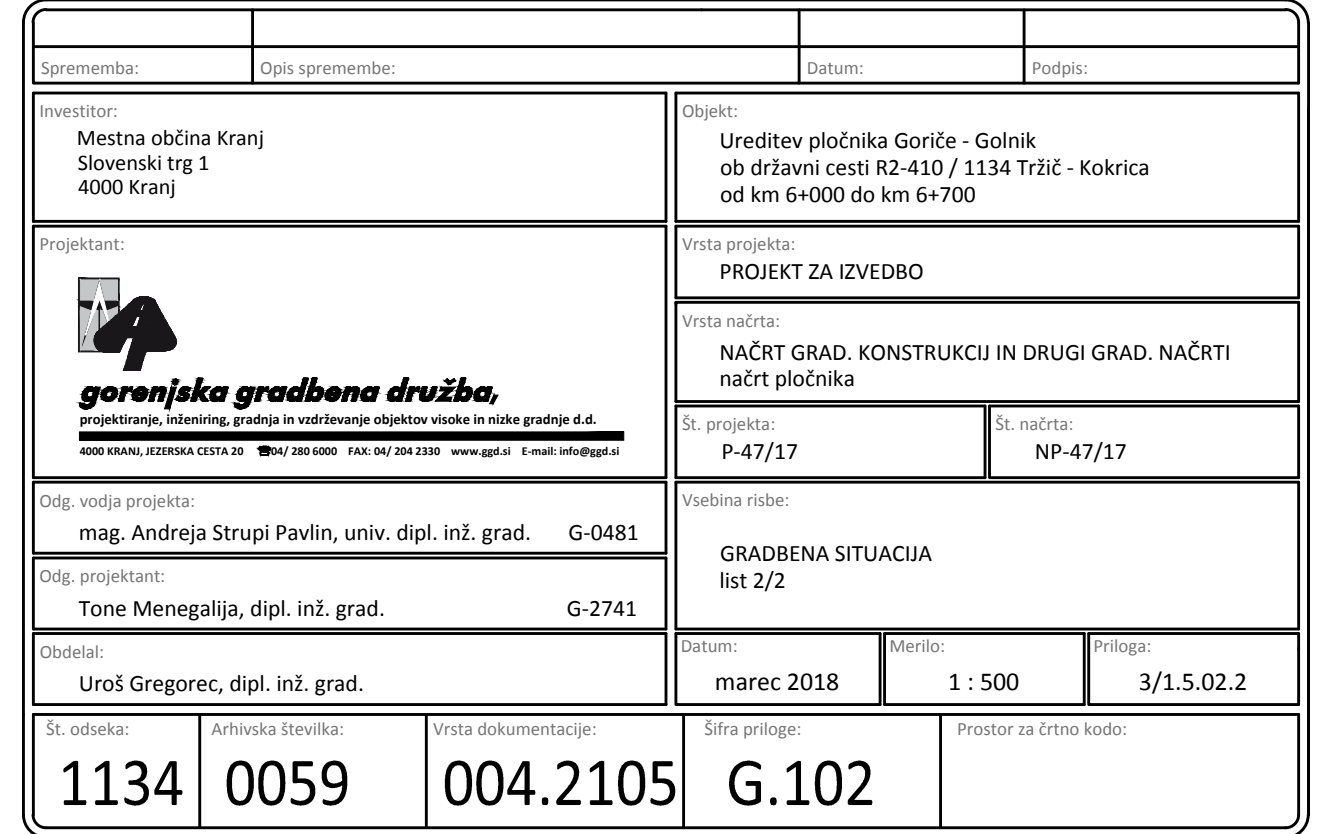 Sprememba:
Opis spremembe:
Datum:
Podpis:
Investitor:
Mestna občina Kranj
Slovenski trg 1
4000 Kranj
Objekt:
Ureditev pločnika Goriče - Golnik
ob državni cesti R2-410 / 1134 Tržič - Kokrica
od km 6+000 do km 6+700
Projektant:
gorenjska gradbena družba,
projektiranje, inženiring, gradnja in vzdrževanje objektov visoke in nizke gradnje d.d.
4000 KRANJ, JEZERSKA CESTA 20 ☎04/ 280 6000 FAX: 04/ 204 2330 www.ggd.si E-mail: info@ggd.si
Vrsta projekta:
PROJEKT ZA IZVEDBO
Vrsta načrta:
NAČRT GRAD. KONSTRUKCIJ IN DRUGI GRAD. NAČRTI
načrt pločnika
Št. projekta:
P-47/17
Št. načrta:
NP-47/17
Odg. vodja projekta:
mag. Andreja Strupi Pavlin, univ. dipl. inž. grad. G-0481
Odg. projektant:
Tone Menegalija, dipl. inž. grad. G-2741
Obdelal:
Uroš Gregorec, dipl. inž. grad.
Vsebina risbe:
GRADBENA SITUACIJA
list 2/2
Datum:
marec 2018
Merilo:
1 : 500
Priloga:
3/1.5.02.2
Št. odseka:
1134
Arhivska številka:
0059
Vrsta dokumentacije:
004.2105
Šifra priloge:
G.102
Prostor za črtno kodo: